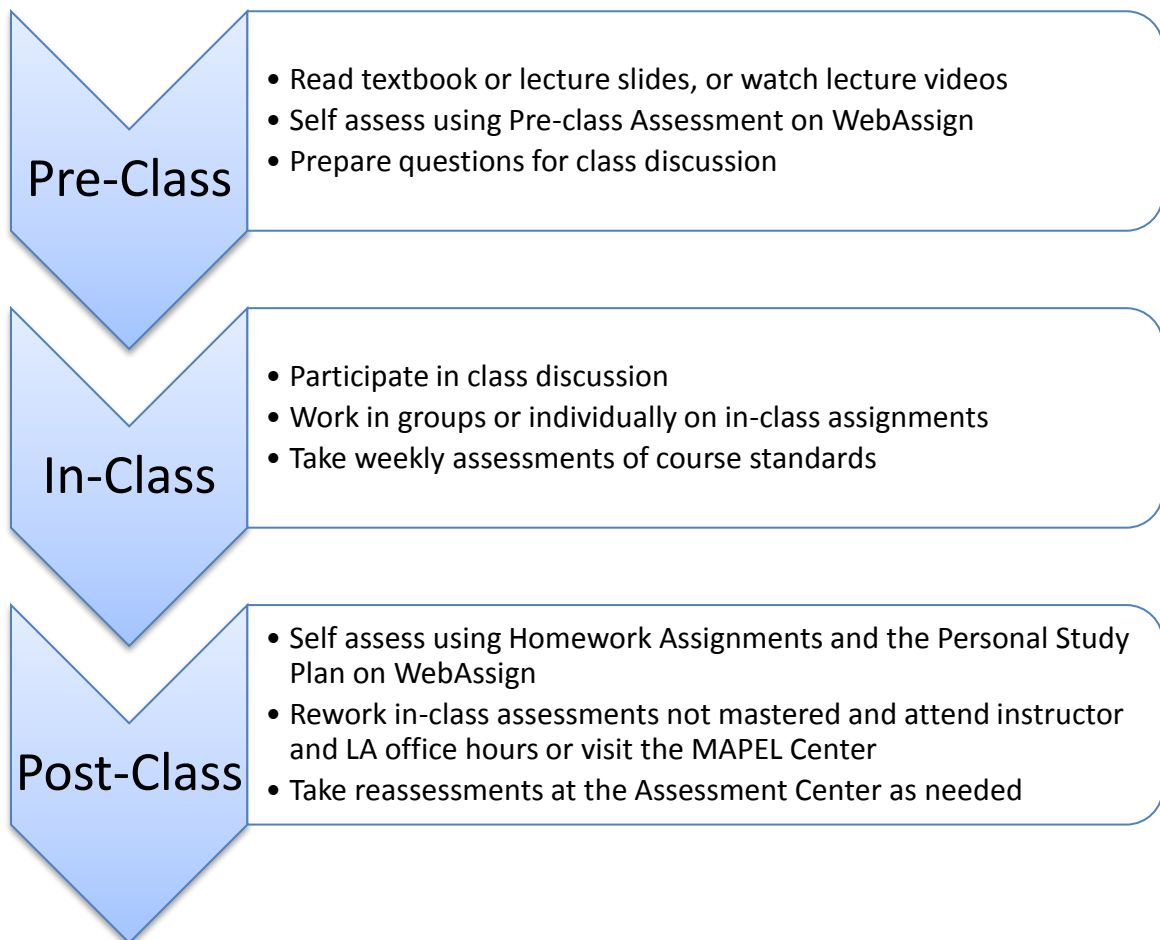 Pre-Class
• Read textbook or lecture slides, or watch lecture videos
• Self assess using Pre-class Assessment on WebAssign
• Prepare questions for class discussion
In-Class
• Participate in class discussion
• Work in groups or individually on in-class assignments
• Take weekly assessments of course standards
Post-Class
• Self assess using Homework Assignments and the Personal Study
Plan on WebAssign
• Rework in-class assessments not mastered and attend instructor
and LA office hours or visit the MAPEL Center
• Take reassessments at the Assessment Center as needed